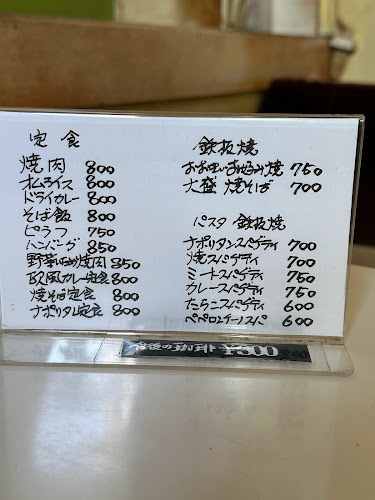 定食
焼肉 800
オムライス 800
ドライカレー 800
そば飯 800
ピラフ 750
ハンバーグ 850
野菜いため焼肉 850
欧風カレー定食 800
焼そば定食 800
ナポリタン定食 800
鉄板焼
お好み焼 750
大盛焼そば 700
パスタ 鉄板焼
ナポリタンスパゲティ 700
焼スパゲティ 700
ミートスパゲティ 750
カレースパゲティ 750
たらこスパゲティ 600
ペペロンチーノスパ 600
の珈琲 ¥300